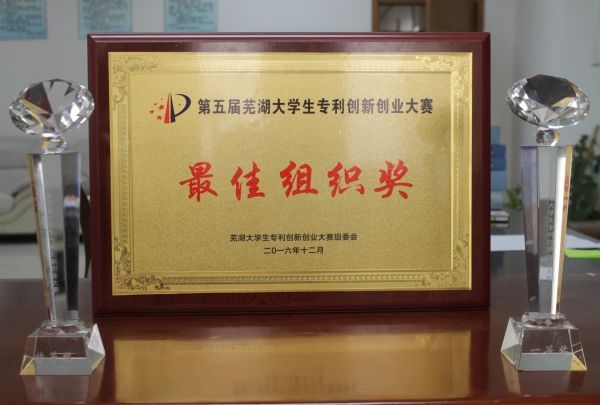 第五届芜湖大学生专利创新创业大赛
最佳组织奖
芜湖大学生专利创新创业大赛组委会
二〇一六年十二月